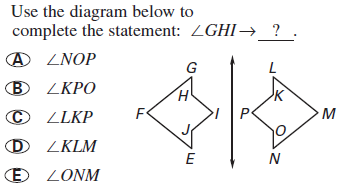 Use the diagram below to
complete the statement: ∠GHI → ? .
A ∠NOP
B ∠KPO
C ∠LKP
D ∠KLM
E ∠ONM
G
L
H
K
F
I
P
M
J
O
E
N